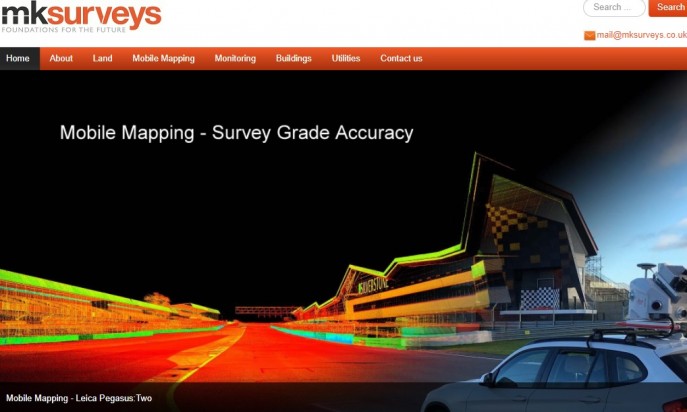 mksurveys
FOUNDATIONS FOR THE FUTURE
Search ...
Search
mail@mksurveys.co.uk
Home About Land Mobile Mapping Monitoring Buildings Utilities Contact us
Mobile Mapping - Survey Grade Accuracy
SILVERSTONE
Mobile Mapping - Leica Pegasus:Two